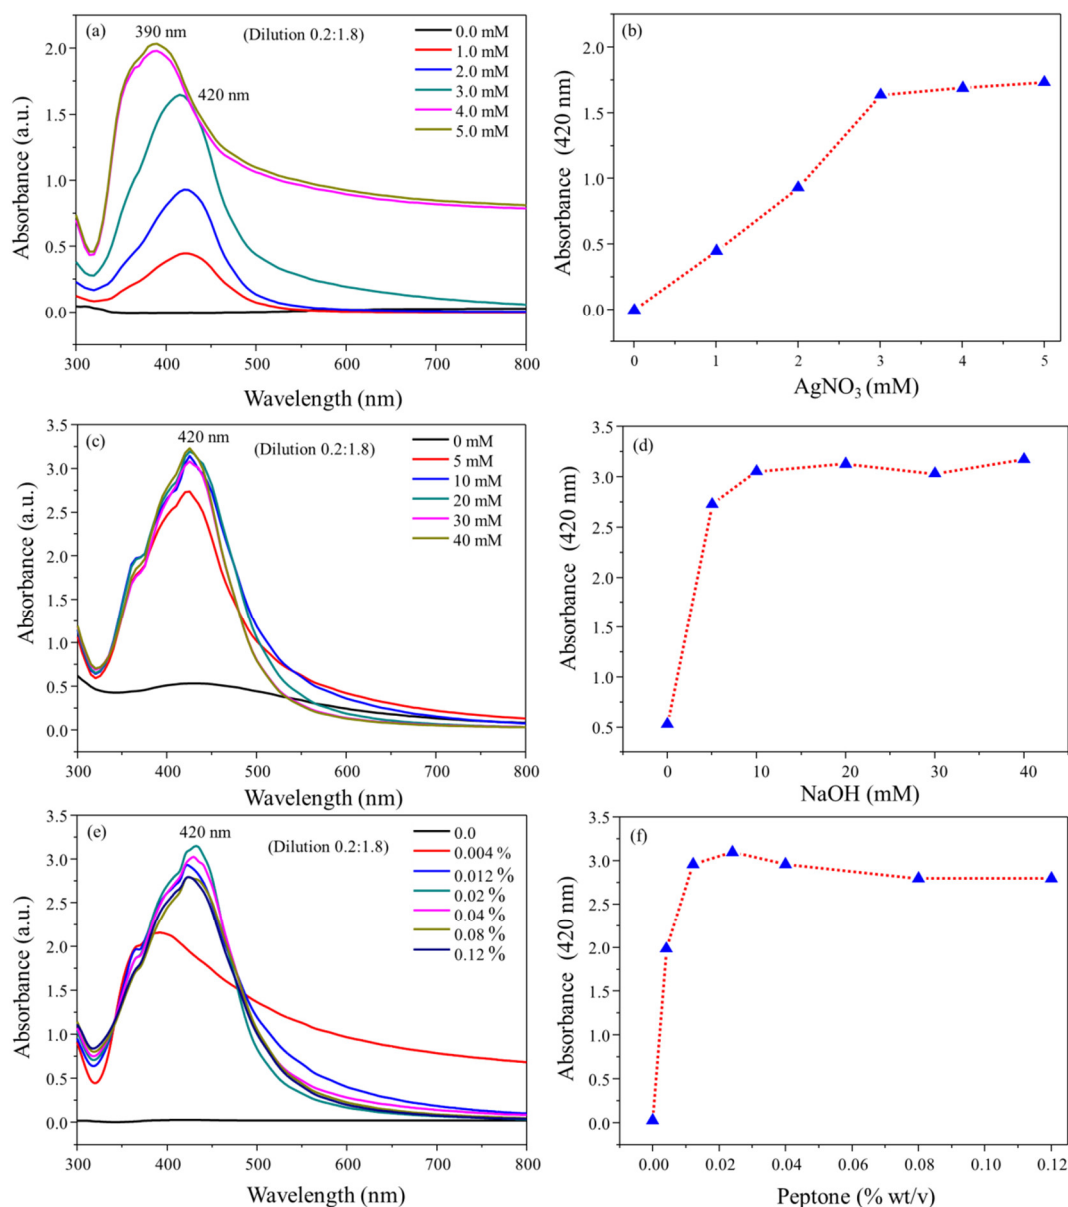 (a)
390 nm
(Dilution 0.2:1.8)
420 nm
0.0 mM
1.0 mM
2.0 mM
3.0 mM
4.0 mM
5.0 mM
2.0
1.5
1.0
0.5
0.0
Absorbance (a.u.)
300 400 500 600 700 800
Wavelength (nm)
(b)
2.0
1.5
1.0
0.5
0.0
Absorbance (420 nm)
0 1 2 3 4 5
AgNO₃ (mM)
(c)
420 nm
(Dilution 0.2:1.8)
0 mM
5 mM
10 mM
20 mM
30 mM
40 mM
3.5
3.0
2.5
2.0
1.5
1.0
0.5
0.0
Absorbance (a.u.)
300 400 500 600 700 800
Wavelength (nm)
(d)
3.5
3.0
2.5
2.0
1.5
1.0
0.5
Absorbance (420 nm)
0 10 20 30 40
NaOH (mM)
(e)
420 nm
(Dilution 0.2:1.8)
0.0
0.004 %
0.012 %
0.02 %
0.04 %
0.08 %
0.12 %
3.5
3.0
2.5
2.0
1.5
1.0
0.5
0.0
Absorbance (a.u.)
300 400 500 600 700 800
Wavelength (nm)
(f)
3.5
3.0
2.5
2.0
1.5
1.0
0.5
0.0
Absorbance (420 nm)
0.00 0.02 0.04 0.06 0.08 0.10 0.12
Peptone (% wt/v)